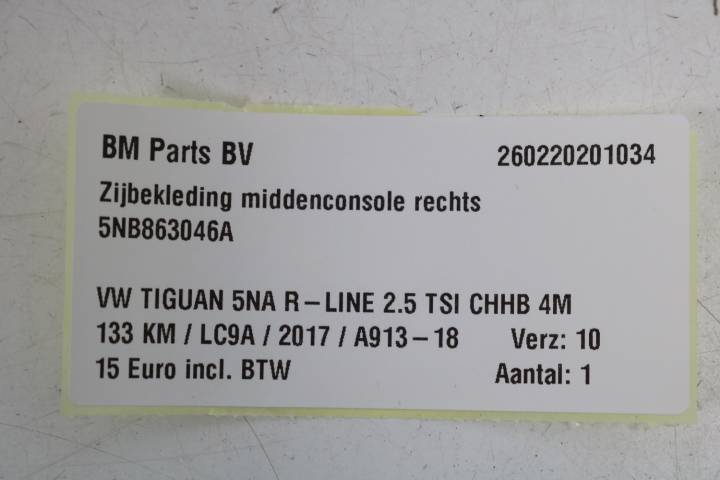 BM Parts BV 260220201034
Zijbekleding middenconsole rechts
5NB863046A
VW TIGUAN 5NA R-LINE 2.5 TSI CHHB 4M
133 KM / LC9A / 2017 / A913-18 Verz: 10
15 Euro incl. BTW Aantal: 1